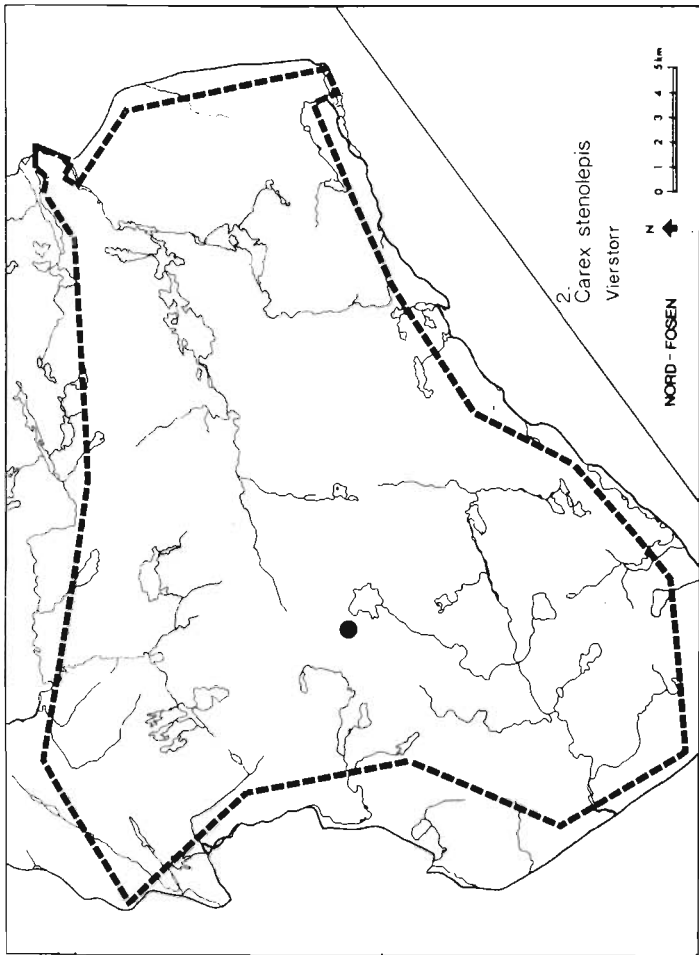 2.
Carex stenolepis
Vierstorr
NORD - FOSEN
N
0 1 2 3 4 5 km